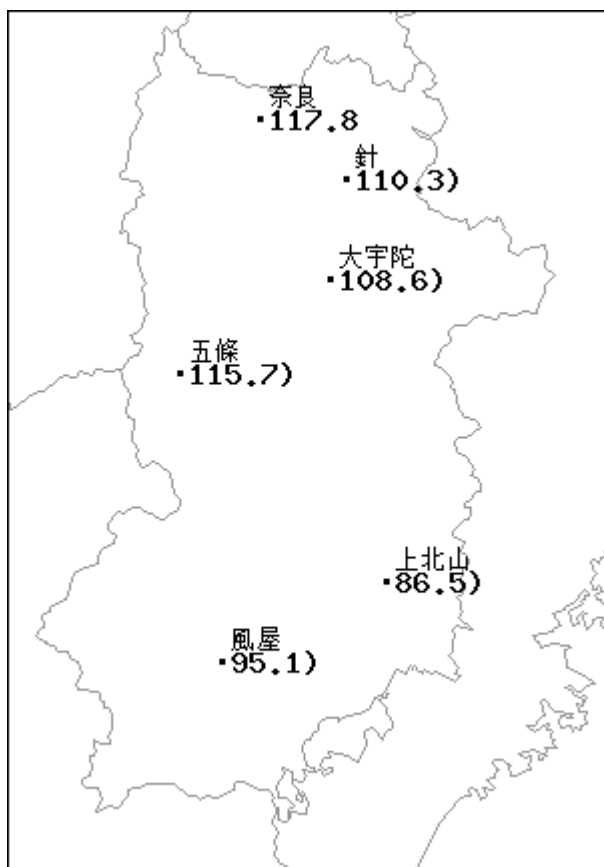 奈良
117.8
針
110.3)
大宇陀
108.6)
五條
115.7)
上北山
86.5)
風屋
95.1)